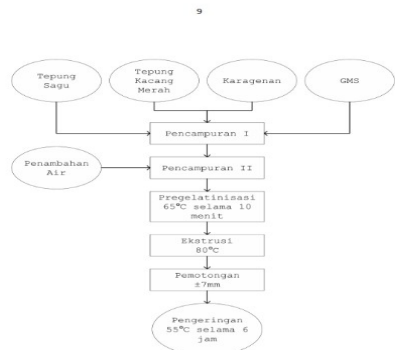 9
Tepung
Sagu
Tepung
Kacang
Merah
Karagenan
GMS
Pencampuran I
Penambahan
Air
Pencampuran II
Pregelatinisasi
65°C selama 10
menit
Ekstrusi
80°C
Pemotongan
±7mm
Pengeringan
55°C selama 6
jam